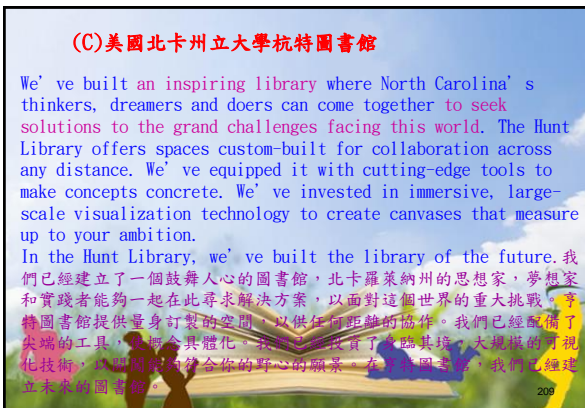 (C)美國北卡州立大學杭特圖書館
We've built an inspiring library where North Carolina's
thinkers, dreamers and doers can come together to seek
solutions to the grand challenges facing this world. The Hunt
Library offers spaces custom-built for collaboration across
any distance. We've equipped it with cutting-edge tools to
make concepts concrete. We've invested in immersive, large-
scale visualization technology to create canvases that measure
up to your ambition.
In the Hunt Library, we've built the library of the future.我
們已經建立了一個鼓舞人心的圖書館，北卡羅萊納州的思想家，夢想家
和實踐者能夠一起在此尋求解決方案，以面對這個世界的重大挑戰。亨
特圖書館提供量身訂製的空間，以供任何距離的協作。我們已經配備了
尖端的工具，概念具體化。我們已經投資了身臨其境，大規模的可視
化技術，以符合你的野心的願景。在亨特圖書館，我們已經建
立未來的圖書館。
209